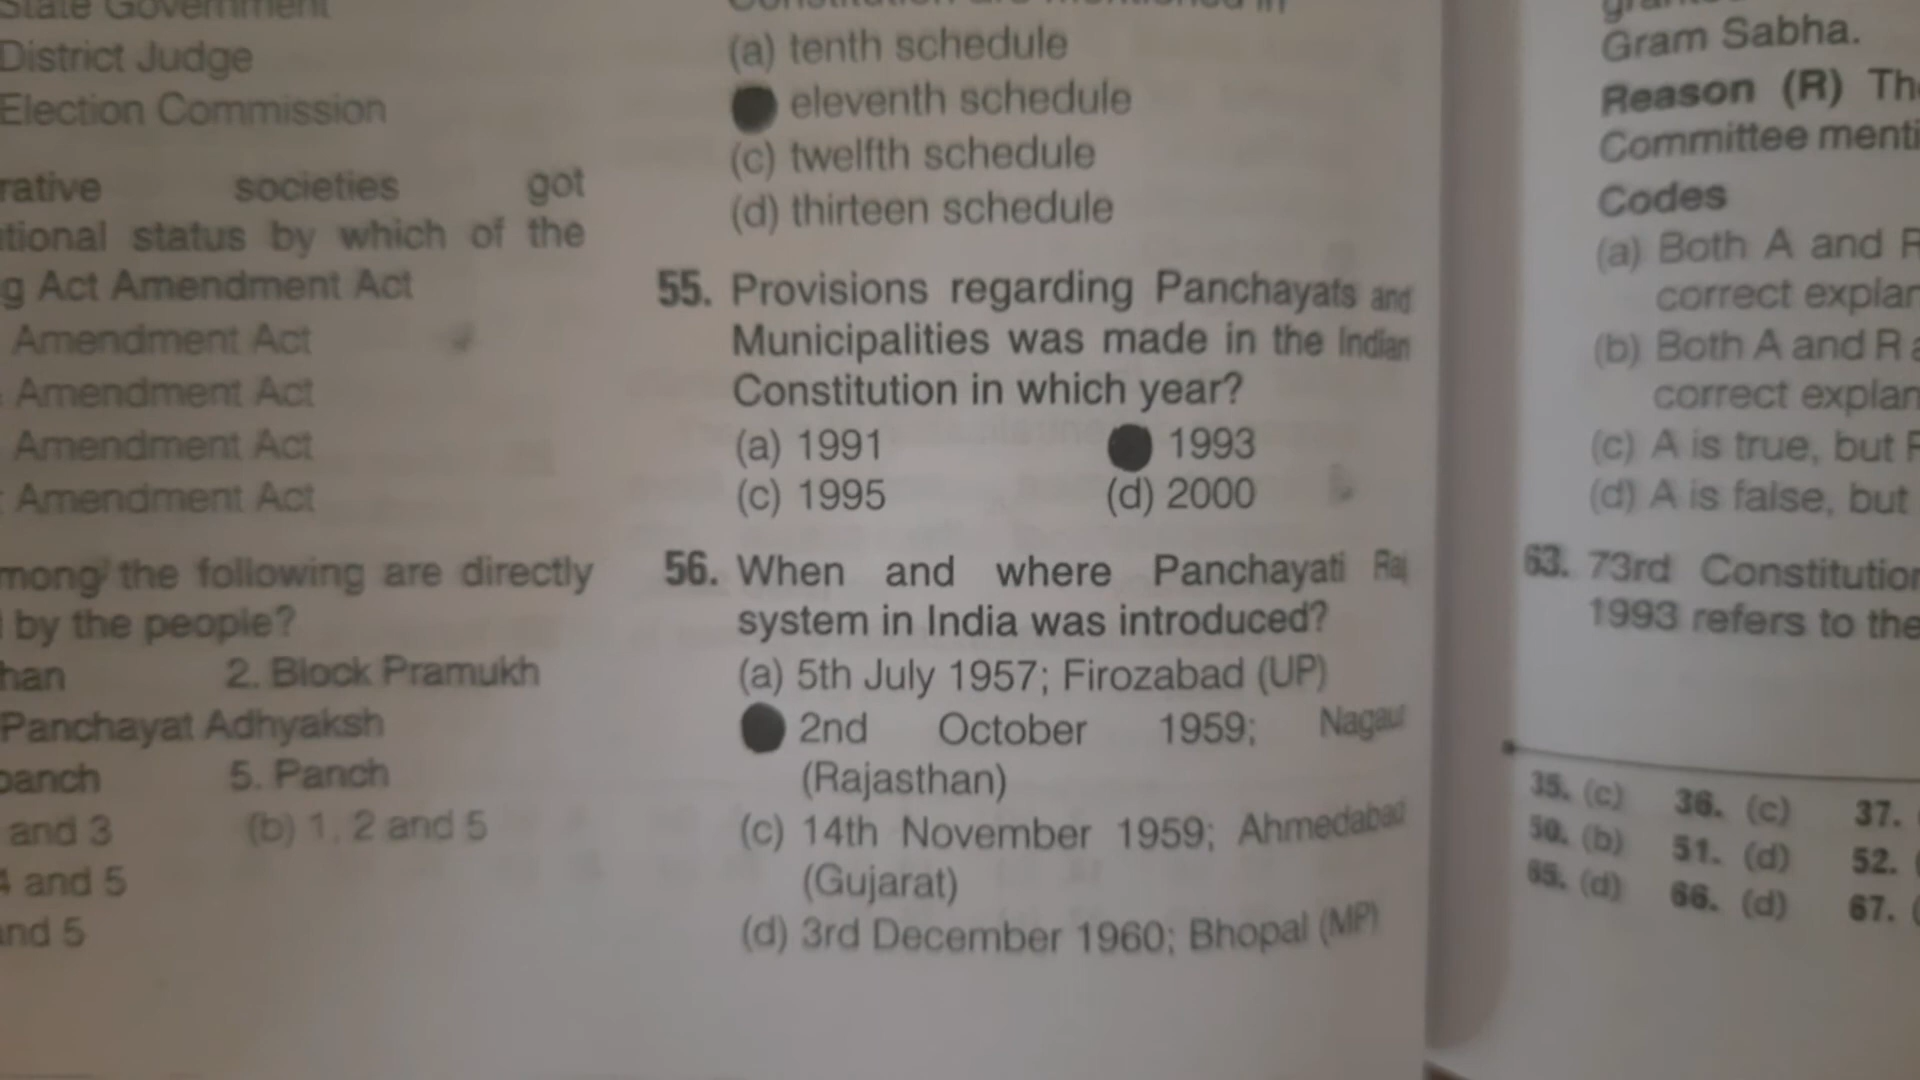 State Government
District Judge
Election Commission
rative societies got
tional status by which of the
g Act Amendment Act
Amendment Act
Amendment Act
Amendment Act
Amendment Act
mong the following are directly
by the people?
han 2. Block Pramukh
Panchayat Adhyaksh
panch 5. Panch
and 3 (b) 1, 2 and 5
4 and 5
and 5
Constitution are mentioned in
(a) tenth schedule
eleventh schedule
(c) twelfth schedule
(d) thirteen schedule
55. Provisions regarding Panchayats and
Municipalities was made in the Indian
Constitution in which year?
(a) 1991 1993
(c) 1995 (d) 2000
56. When and where Panchayati Raj
system in India was introduced?
(a) 5th July 1957; Firozabad (UP)
2nd October 1959; Nagaur
(Rajasthan)
(c) 14th November 1959; Ahmedabad
(Gujarat)
(d) 3rd December 1960; Bhopal (MP)
Gram Sabha.
Reason (R) Th
Committee menti
Codes
(a) Both A and R
correct explan
(b) Both A and R a
correct explan
(c) A is true, but R
(d) A is false, but
63. 73rd Constitution
1993 refers to the
35. (c) 36. (c) 37.
50. (b) 51. (d) 52.
65. (d) 66. (d) 67.